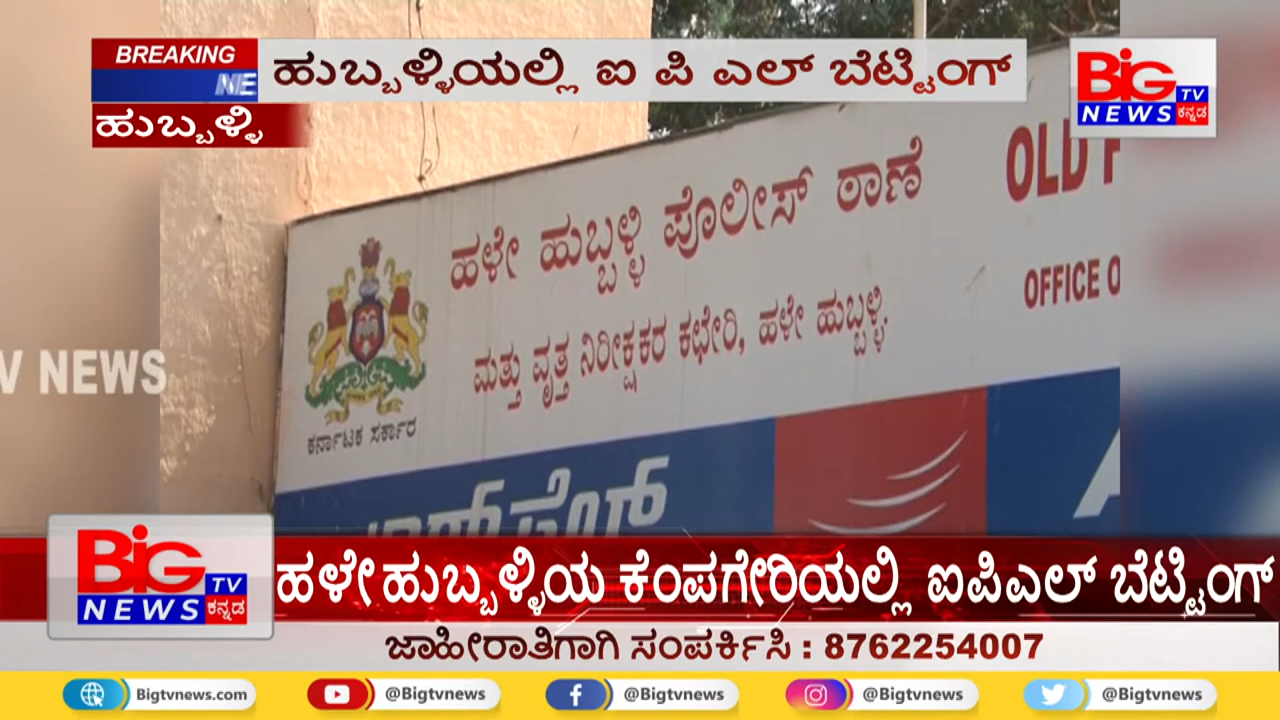 BREAKING
NE
ಹುಬ್ಬಳ್ಳಿಯಲ್ಲಿ ಐ ಪಿ ಎಲ್ ಬೆಟ್ಟಿಂಗ್
BiG
TV
NEWS ಕನ್ನಡ
ಹುಬ್ಬಳ್ಳಿ
ಹಳೇ ಹುಬ್ಬಳ್ಳಿ ಪೊಲೀಸ್ ಠಾಣೆ
OLD
ಮತ್ತು ವೃತ್ತ ನಿರೀಕ್ಷಕರ ಕಛೇರಿ, ಹಳೇ ಹುಬ್ಬಳ್ಳಿ.
OFFICE O
ಕರ್ನಾಟಕ ಸರ್ಕಾರ
V NEWS
BiG
TV
NEWS ಕನ್ನಡ
ಹಳೇಹುಬ್ಬಳ್ಳಿಯ ಕೆಂಪಗೇರಿಯಲ್ಲಿ ಐಪಿಎಲ್ ಬೆಟ್ಟಿಂಗ್
ಜಾಹೀರಾತಿಗಾಗಿ ಸಂಪರ್ಕಿಸಿ : 8762254007
Bigtvnews.com @Bigtvnews @Bigtvnews @Bigtvnews @Bigtvnews